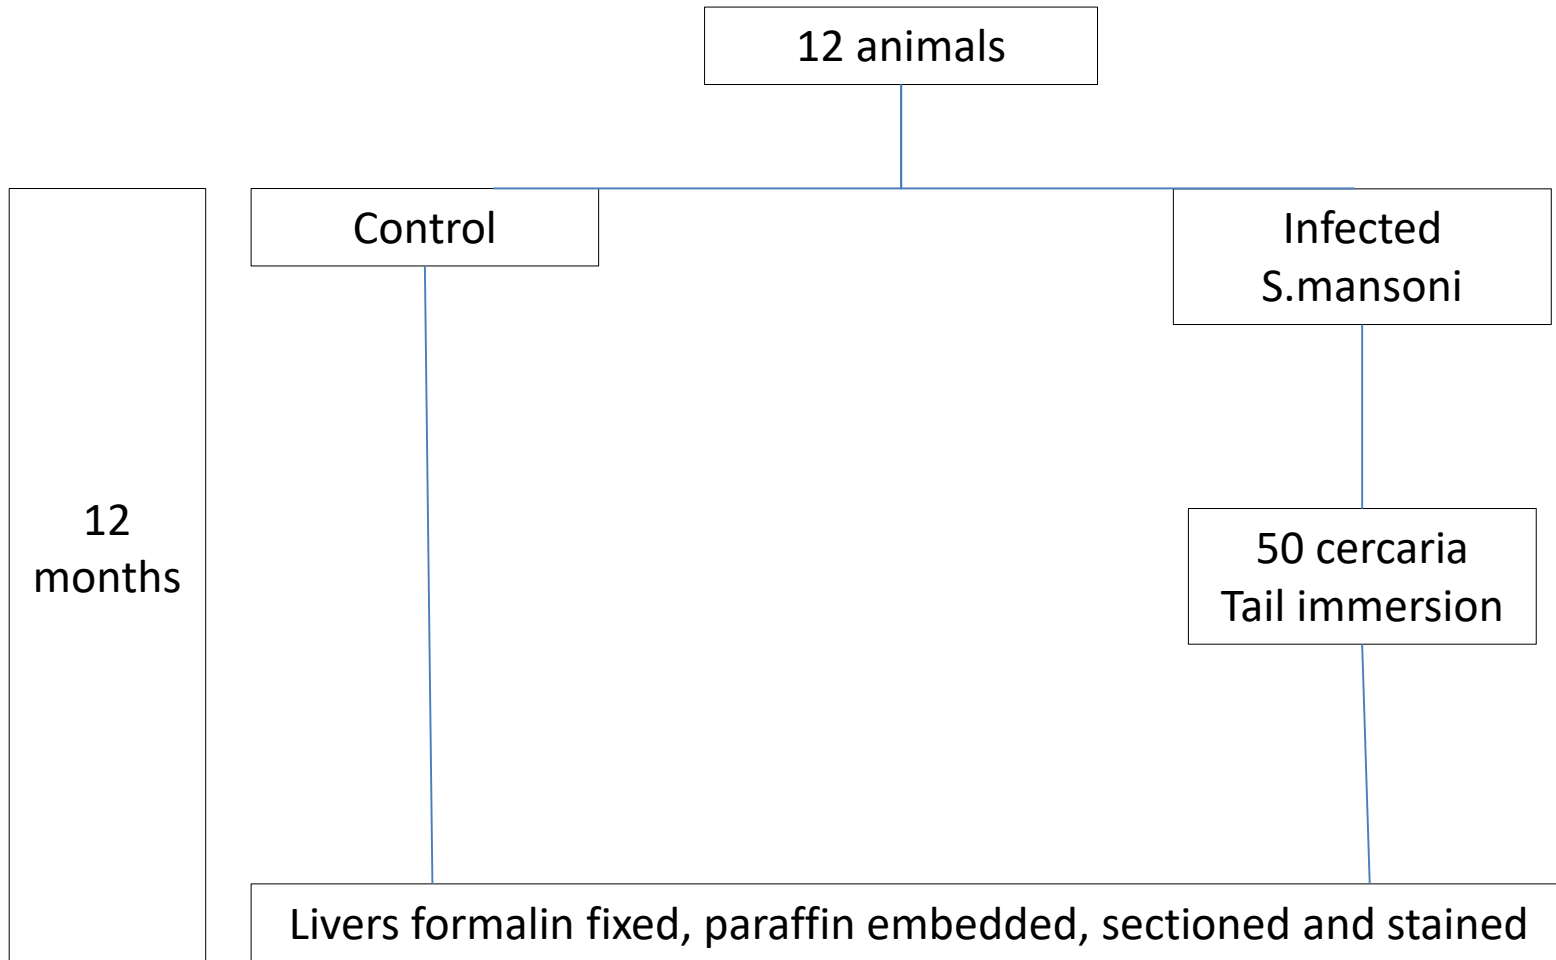 12 animals
Control
Infected
S.mansoni
12
months
50 cercaria
Tail immersion
Livers formalin fixed, paraffin embedded, sectioned and stained